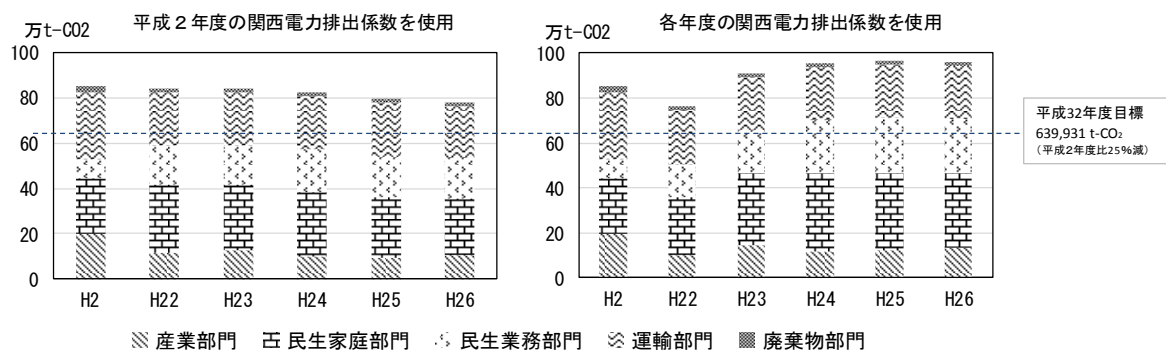 平成２年度の関西電力排出係数を使用
万t-CO2
100
80
60
40
20
0
H2 H22 H23 H24 H25 H26
各年度の関西電力排出係数を使用
万t-CO2
100
80
60
40
20
0
H2 H22 H23 H24 H25 H26
平成32年度目標
639,931 t-CO₂
（平成２年度比25％減）
産業部門 民生家庭部門 民生業務部門 運輸部門 廃棄物部門